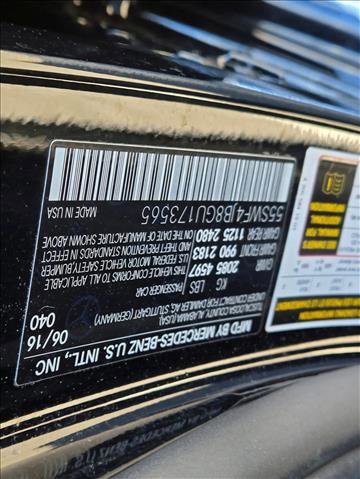 MFD BY MERCEDES-BENZ U.S. INTL., INC
TUSCALOOSA COUNTY,
ALABAMA (USA)
UNDER CONTRACT BY DAIMLER AG, STUTTGART (GERMANY)
06/16
040
KG LBS
GVWR 2085 4597
GAWR FRONT 990 2183
GAWR REAR 1125 2480
PASSENGER CAR
THIS VEHICLE CONFORMS TO ALL APPLICABLE
U.S. FEDERAL MOTOR VEHICLE SAFETY, BUMPER
AND THEFT PREVENTION
STANDARDS IN EFFECT ON THE DATE OF MANUFACTURE SHOWN ABOVE
55SWF4JB8GU173565
MADE IN USA